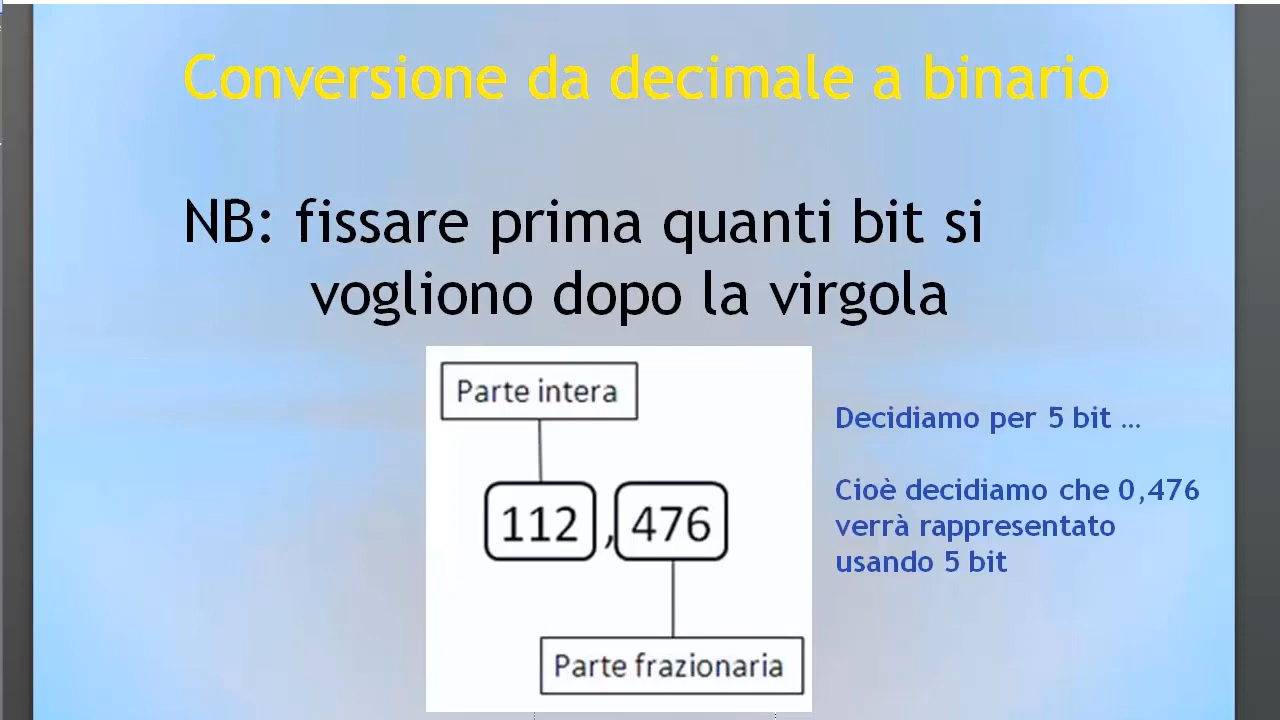 Conversione da decimale a binario
NB: fissare prima quanti bit si
vogliono dopo la virgola
Parte intera
112,476
Parte frazionaria
Decidiamo per 5 bit ...
Cioè decidiamo che 0,476
verrà rappresentato
usando 5 bit